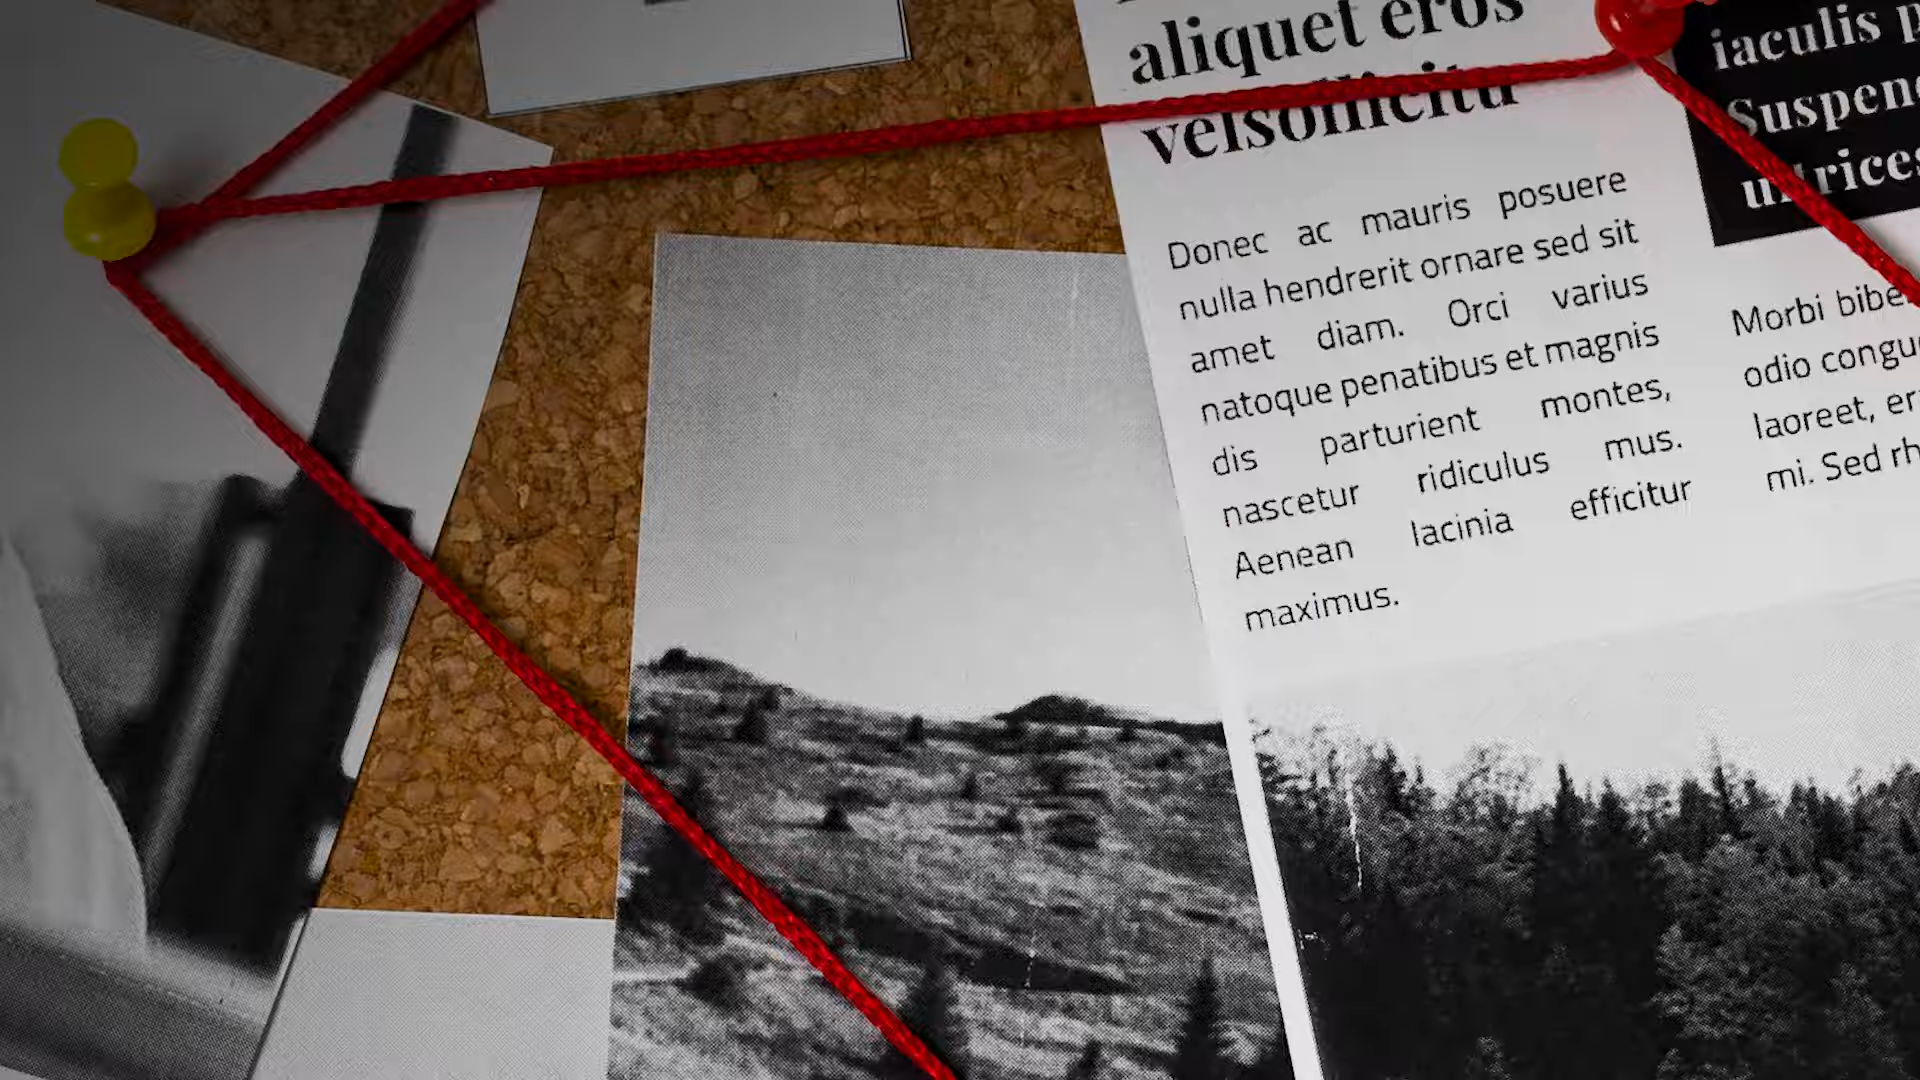 aliquet eros
velsollicitu
Donec ac mauris posuere
nulla hendrerit ornare sed sit
amet diam. Orci varius
natoque penatibus et magnis
dis parturient montes,
nascetur ridiculus mus.
Aenean lacinia efficitur
maximus.
iaculis p
Suspend
ultrices
Morbi bibe
odio congu
laoreet, er
mi. Sed rh